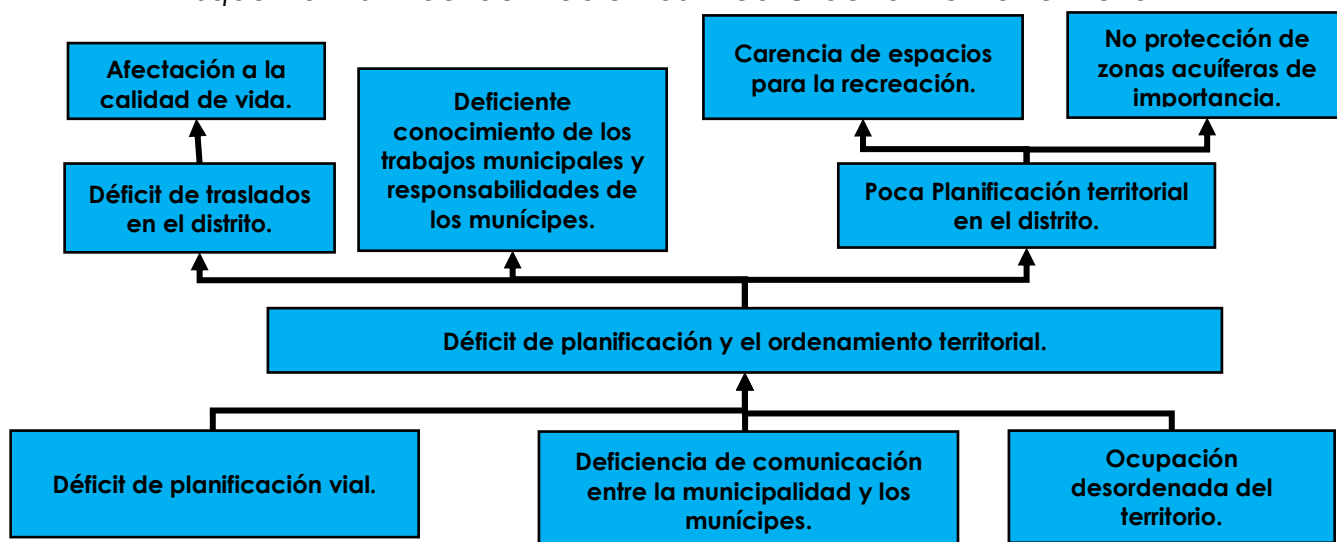 Afectación a la
calidad de vida.
Deficiente
conocimiento de los
trabajos municipales y
responsabilidades de
los munícipes.
Carencia de espacios
para la recreación.
No protección de
zonas acuíferas de
importancia.
Déficit de traslados
en el distrito.
Poca Planificación territorial
en el distrito.
Déficit de planificación y el ordenamiento territorial.
Déficit de planificación vial.
Deficiencia de comunicación
entre la municipalidad y los
munícipes.
Ocupación
desordenada del
territorio.